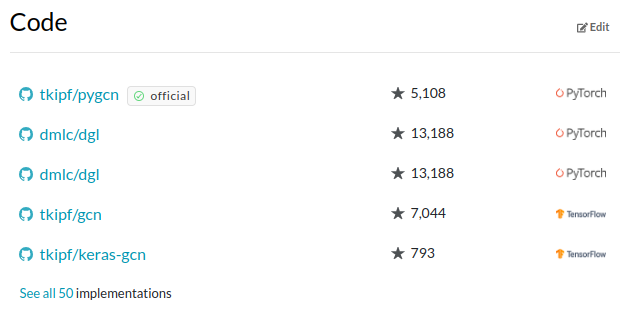 Code
Edit
tkipf/pygcn official 5,108 PyTorch
dmlc/dgl 13,188 PyTorch
dmlc/dgl 13,188 PyTorch
tkipf/gcn 7,044 TensorFlow
tkipf/keras-gcn 793 TensorFlow
See all 50 implementations